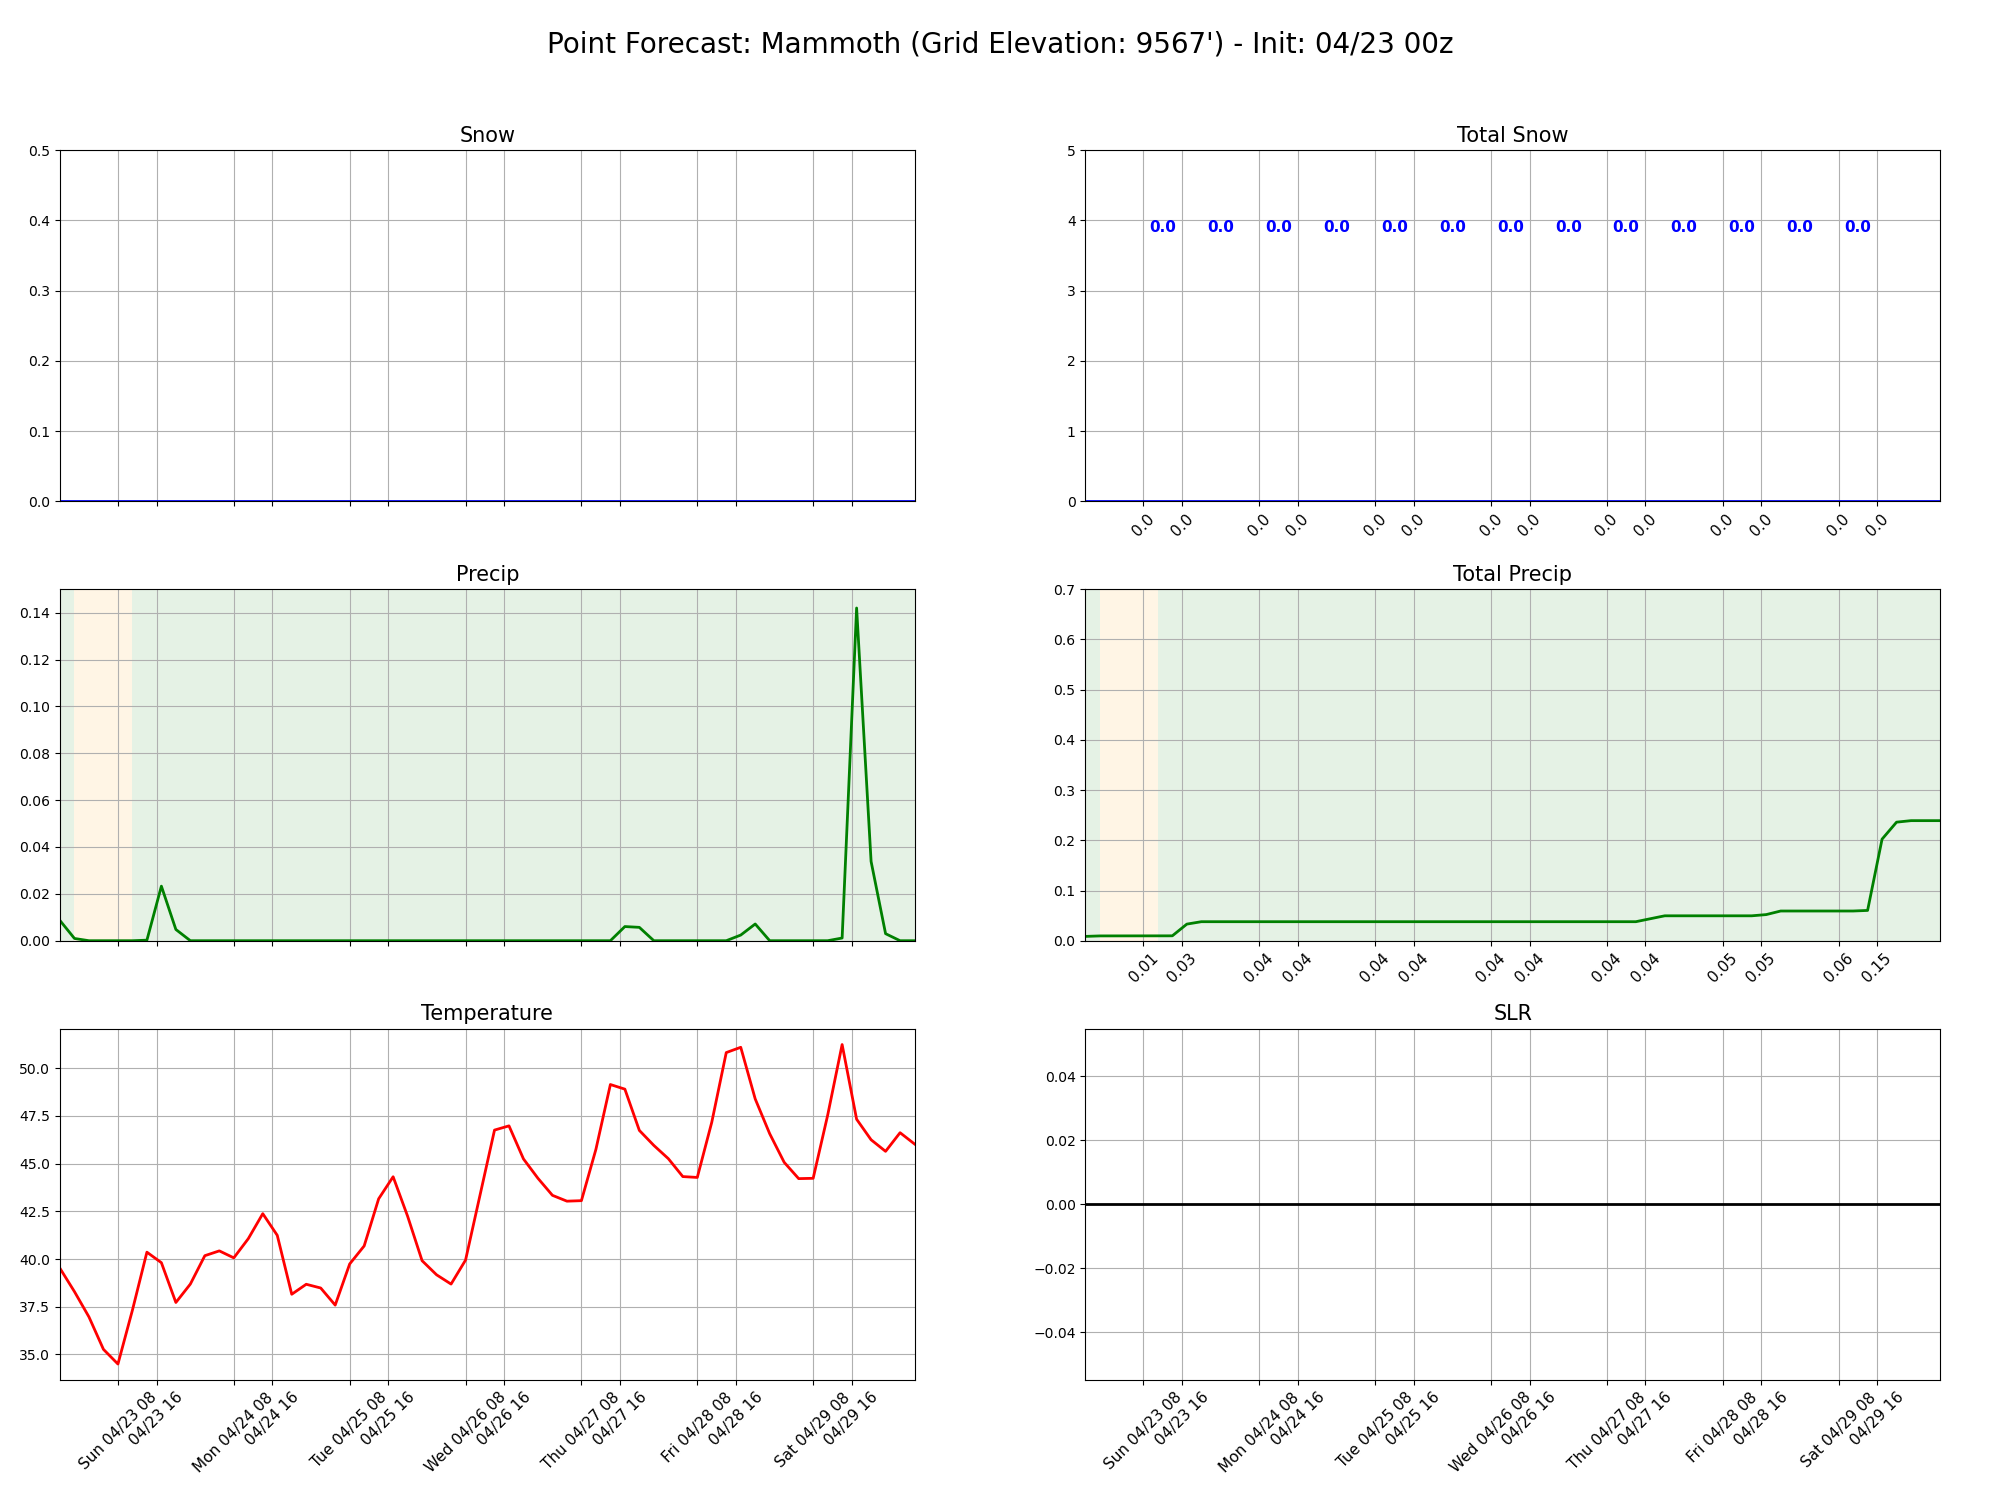 Point Forecast: Mammoth (Grid Elevation: 9567') - Init: 04/23 00z
Snow
0.5
0.4
0.3
0.2
0.1
0.0
Total Snow
5
4
3
2
1
0
0.0 0.0 0.0 0.0 0.0 0.0 0.0 0.0 0.0 0.0 0.0 0.0 0.0
0.0 0.0 0.0 0.0 0.0 0.0 0.0 0.0 0.0 0.0 0.0 0.0 0.0 0.0
Precip
0.14
0.12
0.10
0.08
0.06
0.04
0.02
0.00
Total Precip
0.7
0.6
0.5
0.4
0.3
0.2
0.1
0.0
0.01 0.03 0.04 0.04 0.04 0.04 0.04 0.04 0.04 0.04 0.05 0.05 0.06 0.15
Temperature
50.0
47.5
45.0
42.5
40.0
37.5
35.0
Sun 04/23 08
04/23 16
Mon 04/24 08
04/24 16
Tue 04/25 08
04/25 16
Wed 04/26 08
04/26 16
Thu 04/27 08
04/27 16
Fri 04/28 08
04/28 16
Sat 04/29 08
04/29 16
SLR
0.04
0.02
0.00
−0.02
−0.04
Sun 04/23 08
04/23 16
Mon 04/24 08
04/24 16
Tue 04/25 08
04/25 16
Wed 04/26 08
04/26 16
Thu 04/27 08
04/27 16
Fri 04/28 08
04/28 16
Sat 04/29 08
04/29 16